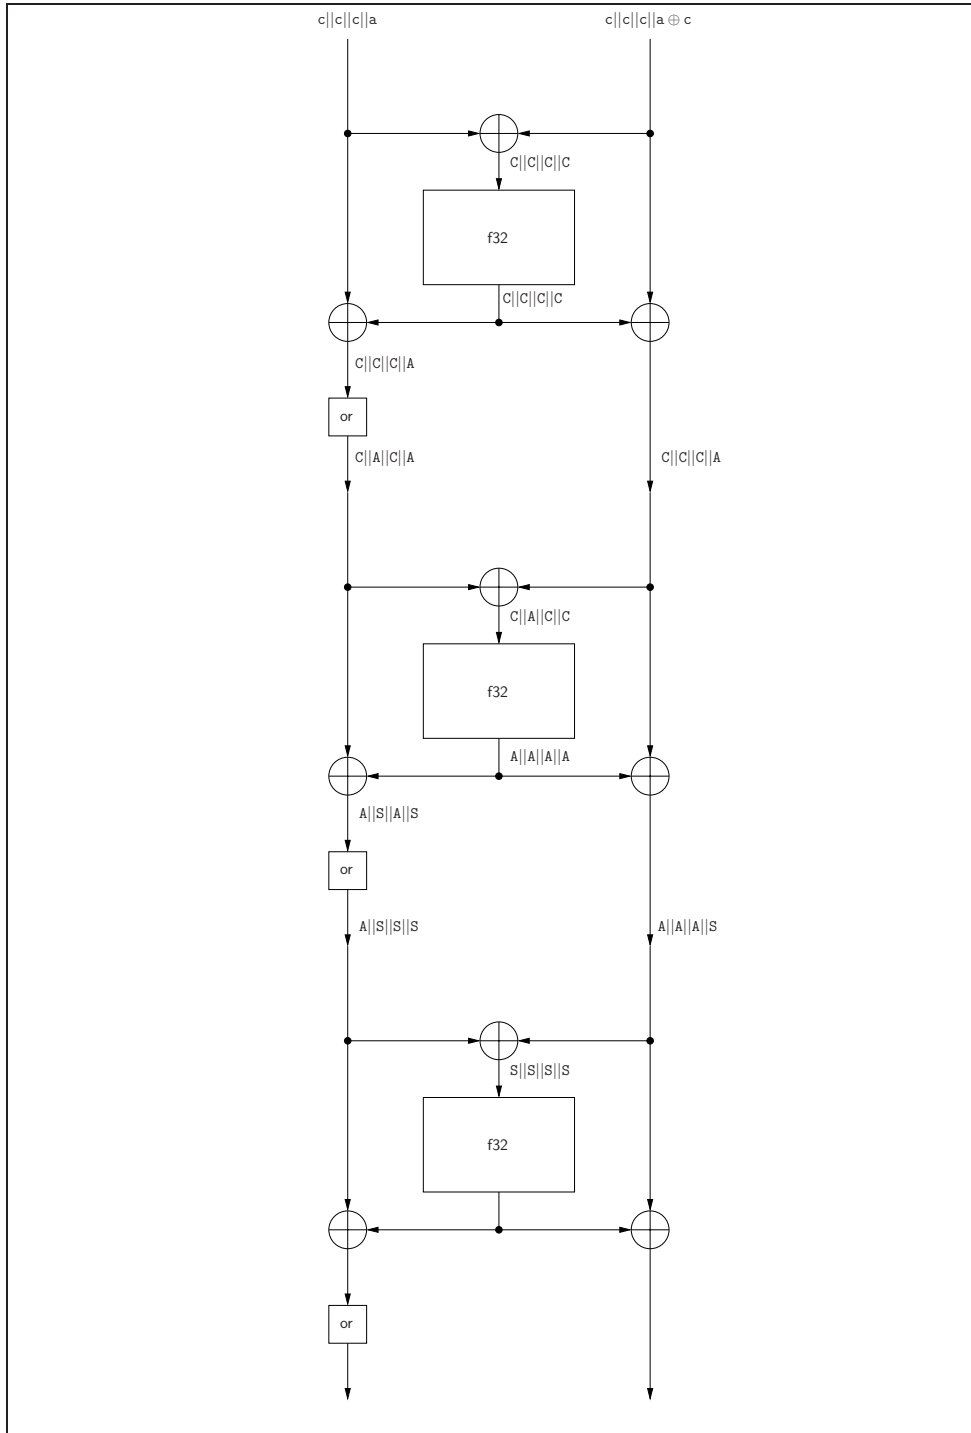 c||c||c||a c||c||c||a ⊕ c
C||C||C||C
f32
C||C||C||C
C||C||C||A
or
C||A||C||A C||C||C||A
C||A||C||C
f32
A||A||A||A
A||S||A||S
or
A||S||S||S A||A||A||S
S||S||S||S
f32
or